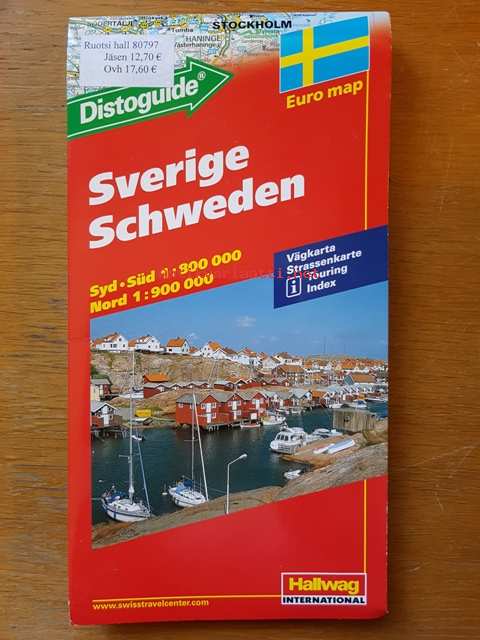 SÖDERTÄLJE
STOCKHOLM
Tumba
HANINGE
Västerhaninge
Ruotsi hall 80797
Jäsen 12,70 €
Ovh 17,60 €
Distoguide®
Euro map
Sverige
Schweden
Syd • Süd 1:800 000
Nord 1:900 000
Vägkarta
Strassenkarte
i Touring
Index
Hallwag
INTERNATIONAL
www.swisstravelcenter.com